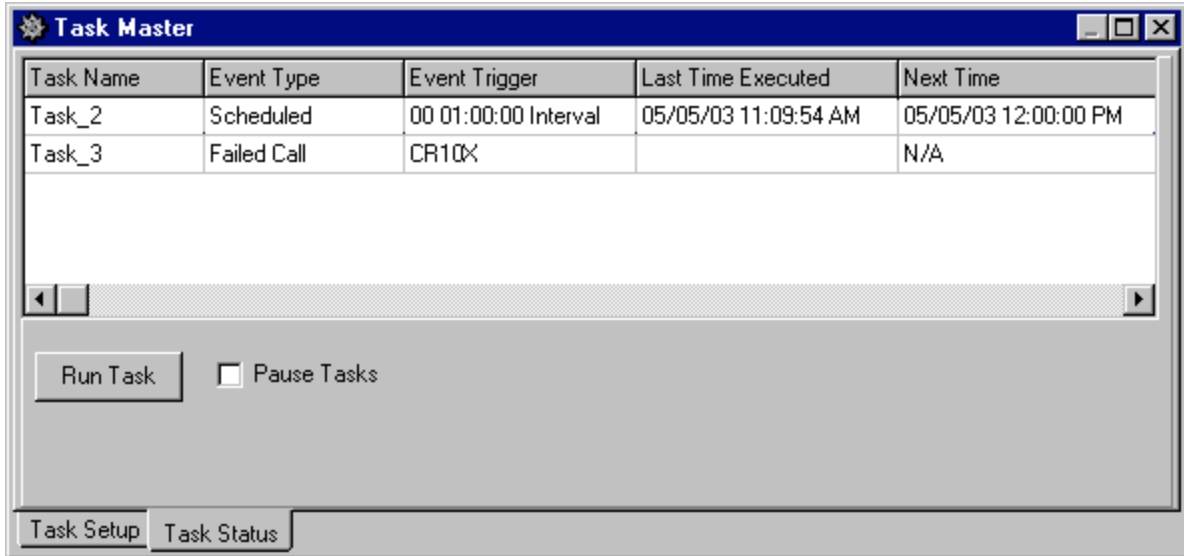 Task Master
Task Name Event Type Event Trigger Last Time Executed Next Time
Task_2 Scheduled 00 01:00:00 Interval 05/05/03 11:09:54 AM 05/05/03 12:00:00 PM
Task_3 Failed Call CR10X N/A
Run Task Pause Tasks
Task Setup Task Status